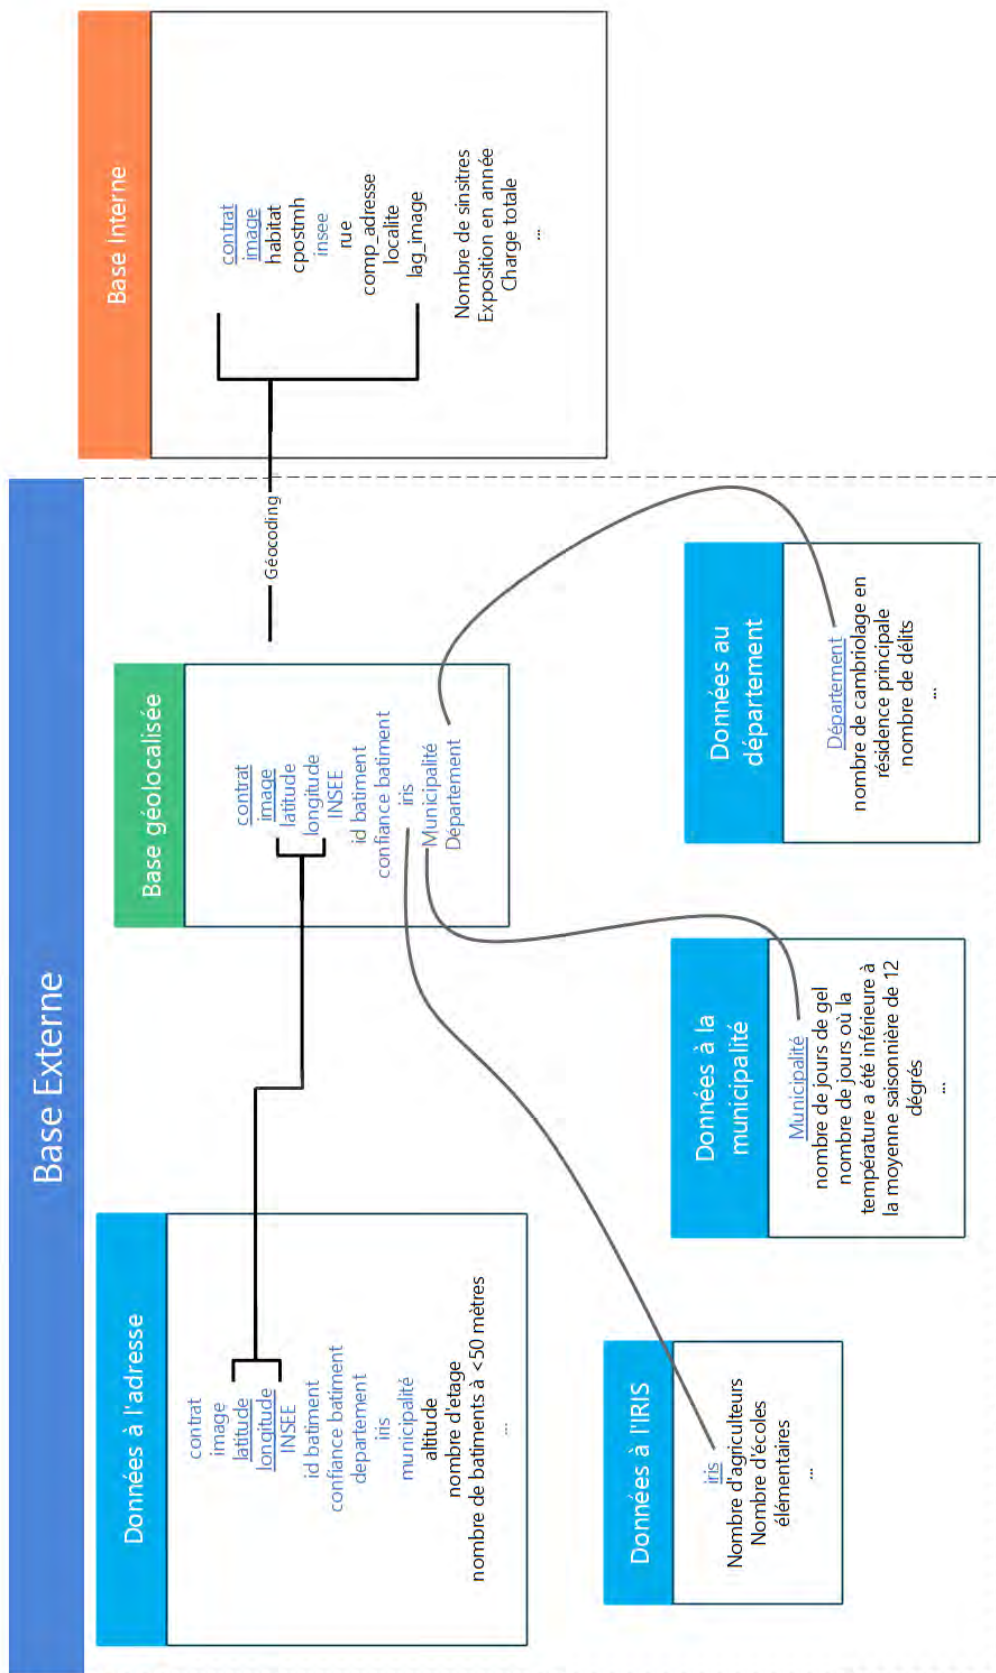 Base Externe
Données à l'adresse
contrat
image
latitude
longitude
INSEE
id batiment
confiance batiment
departement
iris
municipalité
altitude
nombre d'etage
nombre de batiments à <50 mètres
...
Base géolocalisée
contrat
image
latitude
longitude
INSEE
id batiment
confiance batiment
iris
Municipalité
Département
Géocoding
Base Interne
contrat
image
habitat
cpostmh
insee
rue
comp_adresse
localite
lag_image
Nombre de sinsitres
Exposition en année
Charge totale
...
Données à l'IRIS
iris
Nombre d'agriculteurs
Nombre d'écoles
élémentaires
...
Données à la
municipalité
Municipalité
nombre de jours de gel
nombre de jours où la
température a été inférieure à
la moyenne saisonnière de 12
dégrés
...
Données au
département
Département
nombre de cambriolage en
résidence principale
nombre de délits
...